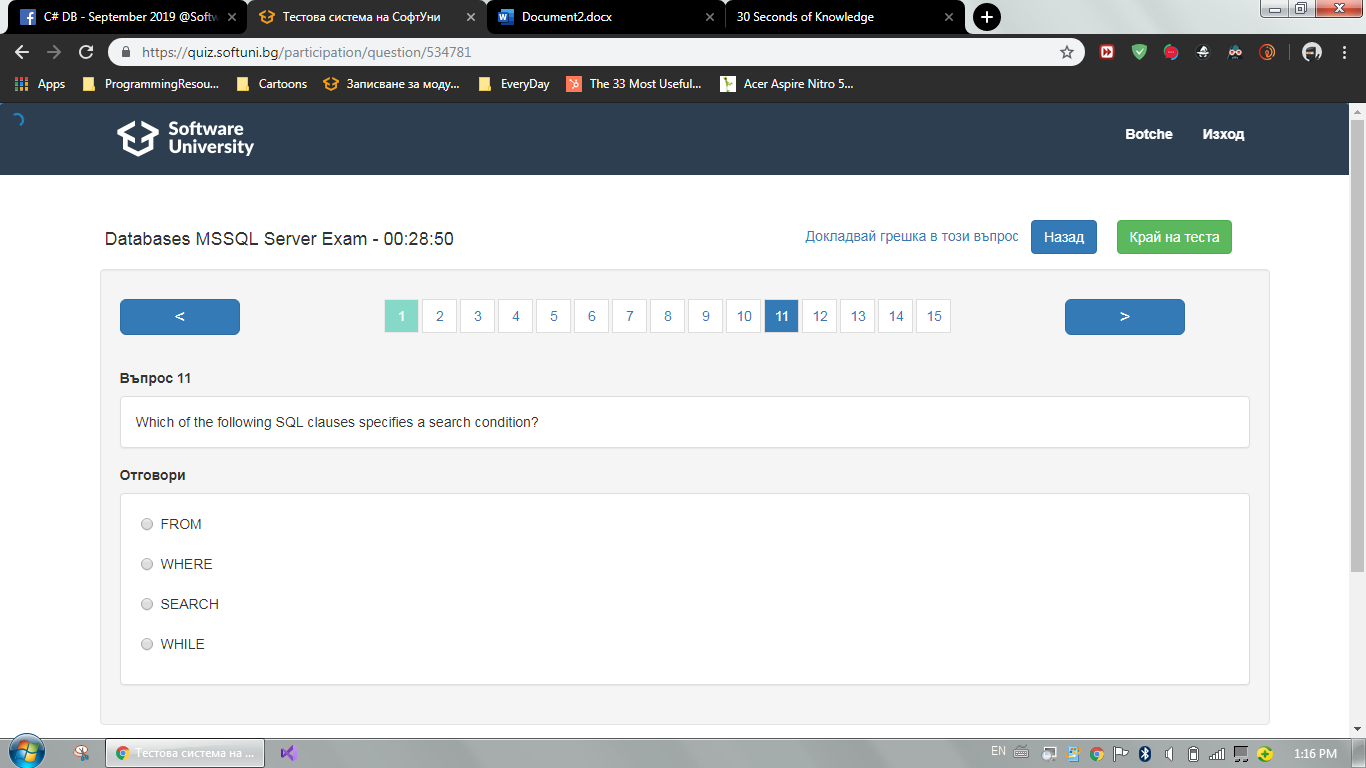 C# DB - September 2019 @Softw
Тестова система на СофтУни
Document2.docx
30 Seconds of Knowledge
https://quiz.softuni.bg/participation/question/534781
Apps
ProgrammingResou...
Cartoons
Записване за моду...
EveryDay
The 33 Most Useful...
Acer Aspire Nitro 5...
Software
University
Botche
Изход
Databases MSSQL Server Exam - 00:28:50
Докладвай грешка в този въпрос
Назад
Край на теста
<
1 2 3 4 5 6 7 8 9 10 11 12 13 14 15
>
Въпрос 11
Which of the following SQL clauses specifies a search condition?
Отговори
FROM
WHERE
SEARCH
WHILE
Тестова система на ...
EN
1:16 PM